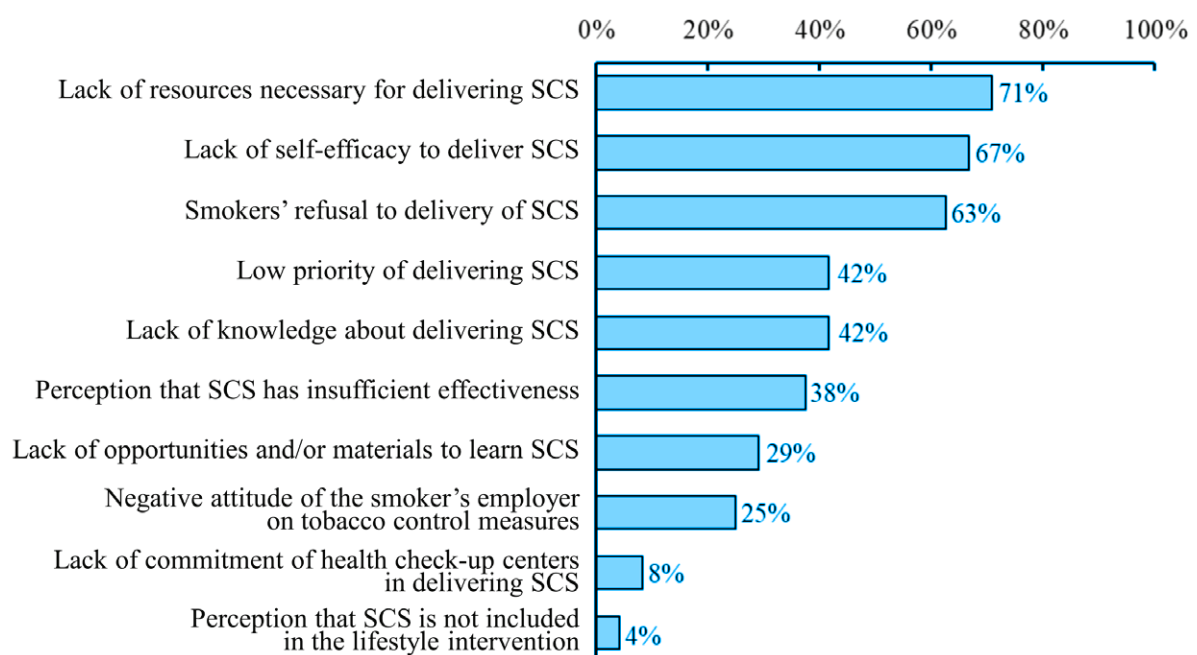 0% 20% 40% 60% 80% 100%
Lack of resources necessary for delivering SCS 71%
Lack of self-efficacy to deliver SCS 67%
Smokers’ refusal to delivery of SCS 63%
Low priority of delivering SCS 42%
Lack of knowledge about delivering SCS 42%
Perception that SCS has insufficient effectiveness 38%
Lack of opportunities and/or materials to learn SCS 29%
Negative attitude of the smoker’s employer
on tobacco control measures 25%
Lack of commitment of health check-up centers
in delivering SCS 8%
Perception that SCS is not included
in the lifestyle intervention 4%